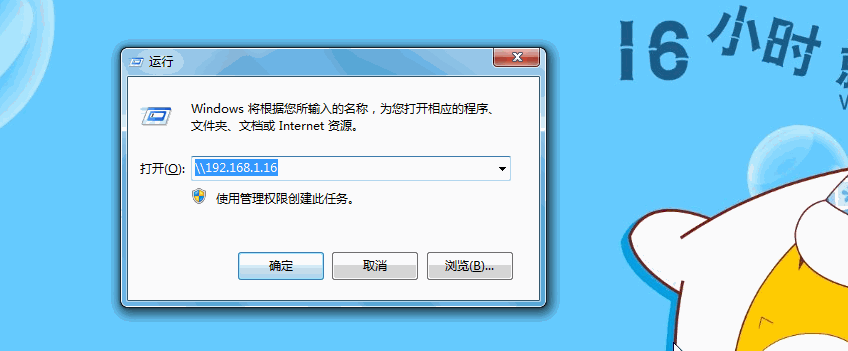 16小时
运行
Windows 将根据您所输入的名称，为您打开相应的程序、
文件夹、文档或 Internet 资源。
打开(O): \\192.168.1.16
使用管理权限创建此任务。
确定 取消 浏览(B)...